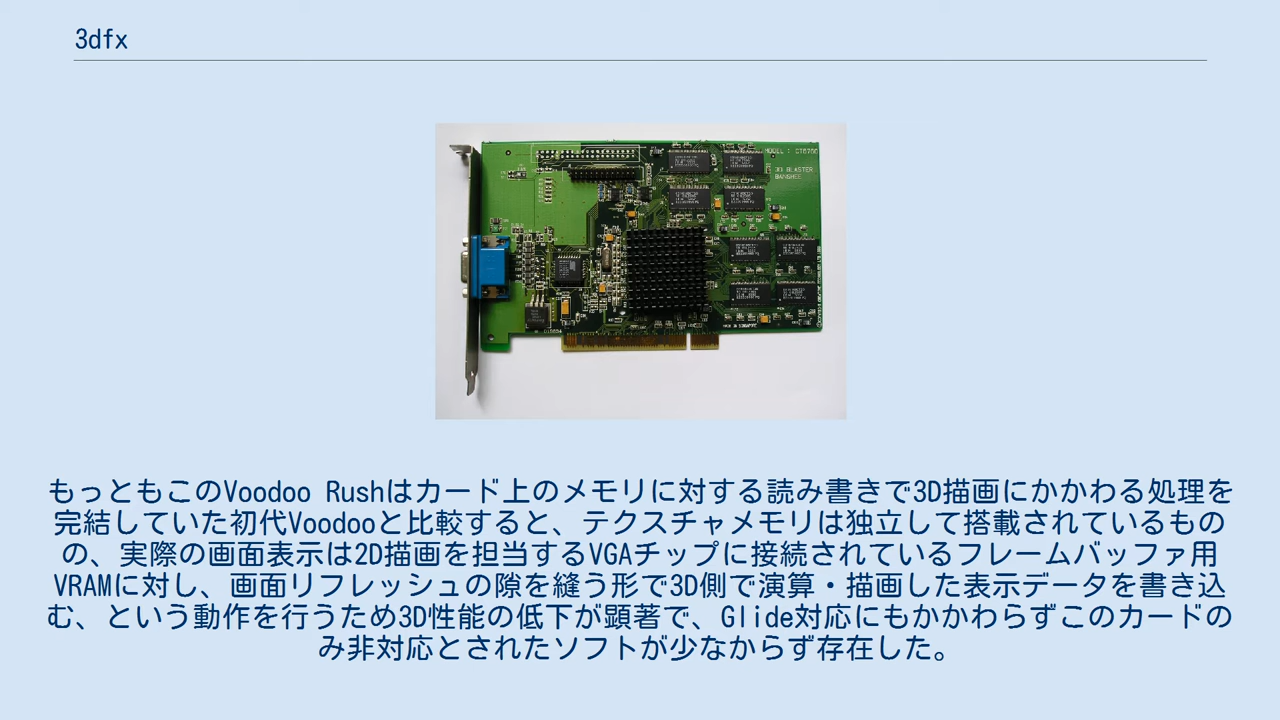 3dfx
MODEL : CT6700
3D BLASTER
BANSHEE
MADE IN SINGAPORE
もっともこのVoodoo Rushはカード上のメモリに対する読み書きで3D描画にかかわる処理を
完結していた初代Voodooと比較すると、テクスチャメモリは独立して搭載されているもの
の、実際の画面表示は2D描画を担当するVGAチップに接続されているフレームバッファ用
VRAMに対し、画面リフレッシュの隙を縫う形で3D側で演算・描画した表示データを書き込
む、という動作を行うため3D性能の低下が顕著で、Glide対応にもかかわらずこのカードの
み非対応とされたソフトが少なからず存在した。